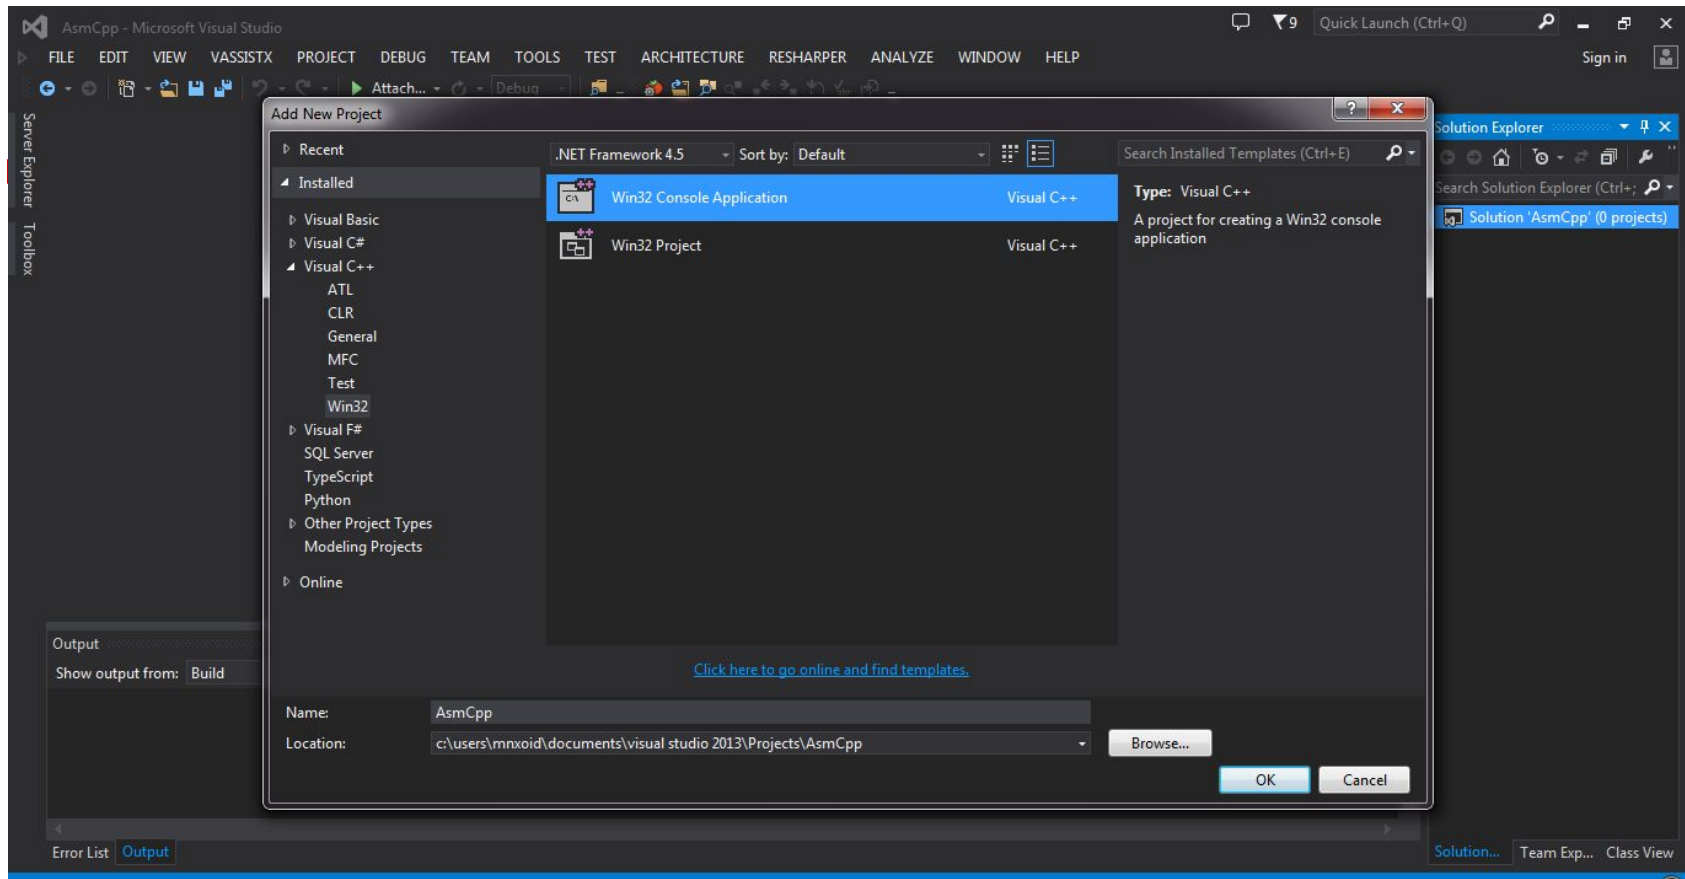 AsmCpp - Microsoft Visual Studio
9
Quick Launch (Ctrl+Q)
FILE EDIT VIEW VASSISTX PROJECT DEBUG TEAM TOOLS TEST ARCHITECTURE RESHARPER ANALYZE WINDOW HELP
Sign in
Attach...
Debug
Server Explorer
Toolbox
Add New Project
Recent
Installed
Visual Basic
Visual C#
Visual C++
ATL
CLR
General
MFC
Test
Win32
Visual F#
SQL Server
TypeScript
Python
Other Project Types
Modeling Projects
Online
.NET Framework 4.5
Sort by: Default
Win32 Console Application Visual C++
Win32 Project Visual C++
Click here to go online and find templates.
Search Installed Templates (Ctrl+E)
Type: Visual C++
A project for creating a Win32 console
application
Name: AsmCpp
Location: c:\users\mnxoid\documents\visual studio 2013\Projects\AsmCpp
Browse...
OK Cancel
Solution Explorer
Search Solution Explorer (Ctrl+;
Solution 'AsmCpp' (0 projects)
Output
Show output from: Build
Error List Output
Solution... Team Exp... Class View